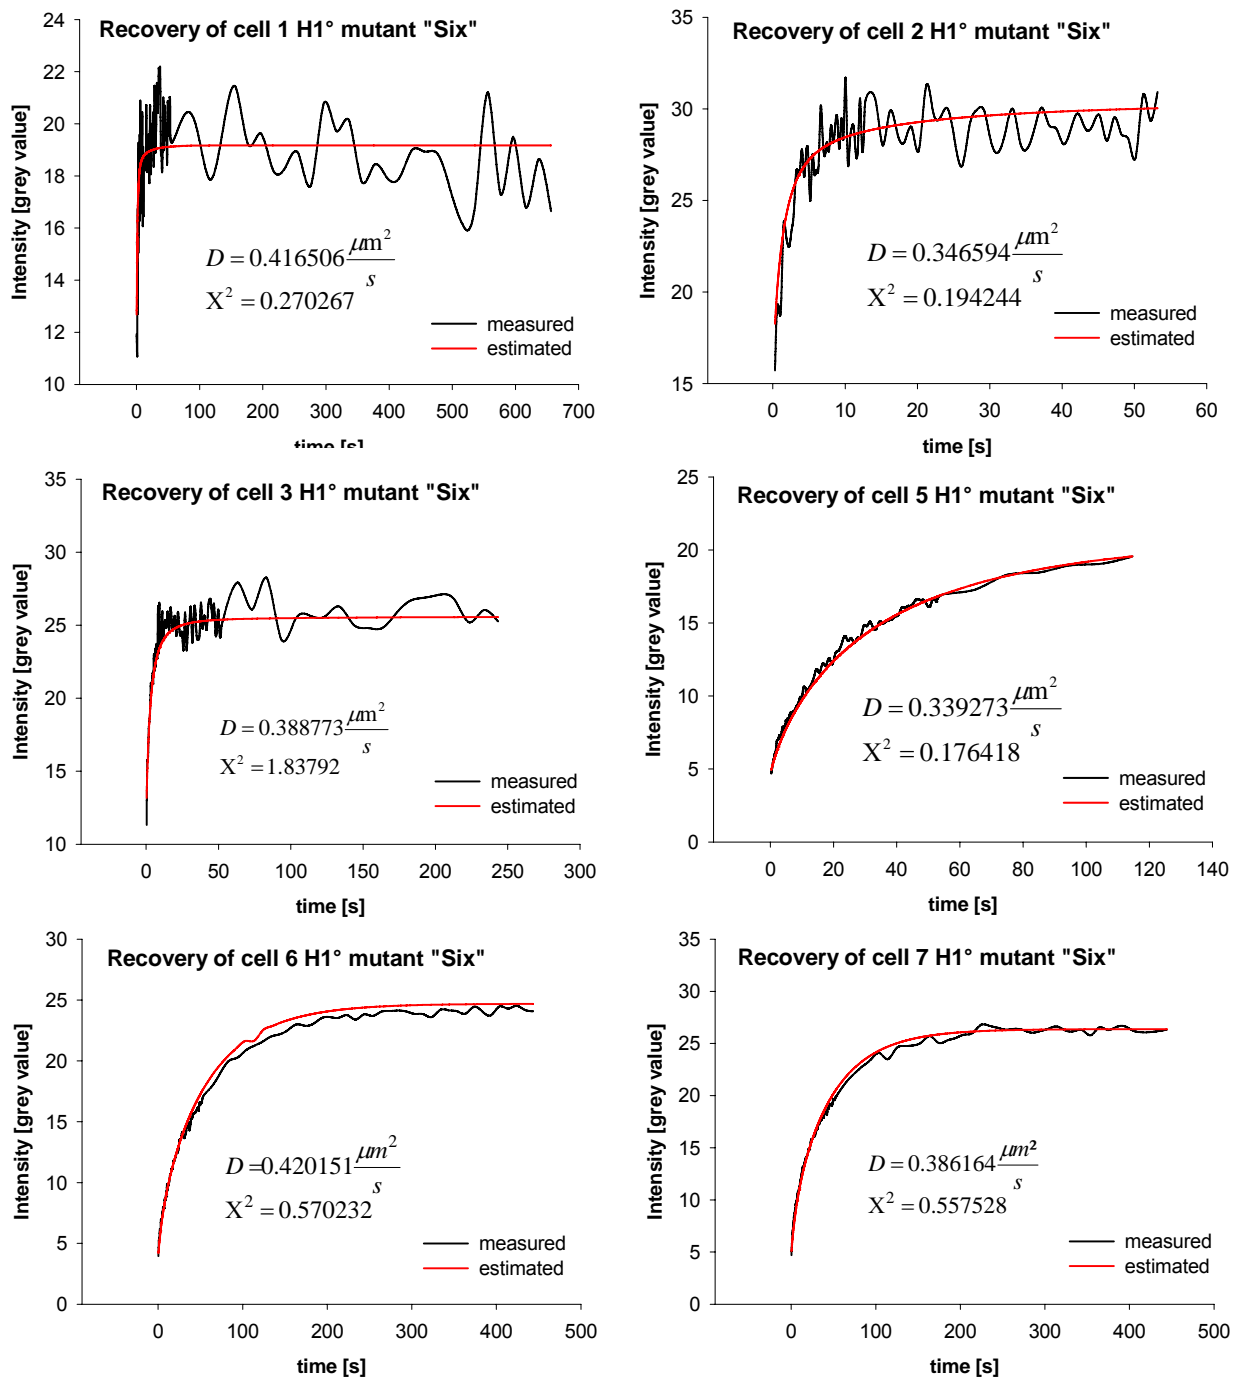 Recovery of cell 1 H1° mutant "Six"
Intensity [grey value]
24
22
20
18
16
14
12
10
D = 0.416506 μm² / s
X² = 0.270267
measured
estimated
0 100 200 300 400 500 600 700
time [s]
Recovery of cell 2 H1° mutant "Six"
Intensity [grey value]
35
30
25
20
15
D = 0.346594 μm² / s
X² = 0.194244
measured
estimated
0 10 20 30 40 50 60
time [s]
Recovery of cell 3 H1° mutant "Six"
Intensity [grey value]
35
30
25
20
15
10
D = 0.388773 μm² / s
X² = 1.83792
measured
estimated
0 50 100 150 200 250 300
time [s]
Recovery of cell 5 H1° mutant "Six"
Intensity [grey value]
25
20
15
10
5
0
D = 0.339273 μm² / s
X² = 0.176418
measured
estimated
0 20 40 60 80 100 120 140
time [s]
Recovery of cell 6 H1° mutant "Six"
Intensity [grey value]
30
25
20
15
10
5
0
D = 0.420151 μm² / s
X² = 0.570232
measured
estimated
0 100 200 300 400 500
time [s]
Recovery of cell 7 H1° mutant "Six"
Intensity [grey value]
35
30
25
20
15
10
5
0
D = 0.386164 μm² / s
X² = 0.557528
measured
estimated
0 100 200 300 400 500
time [s]